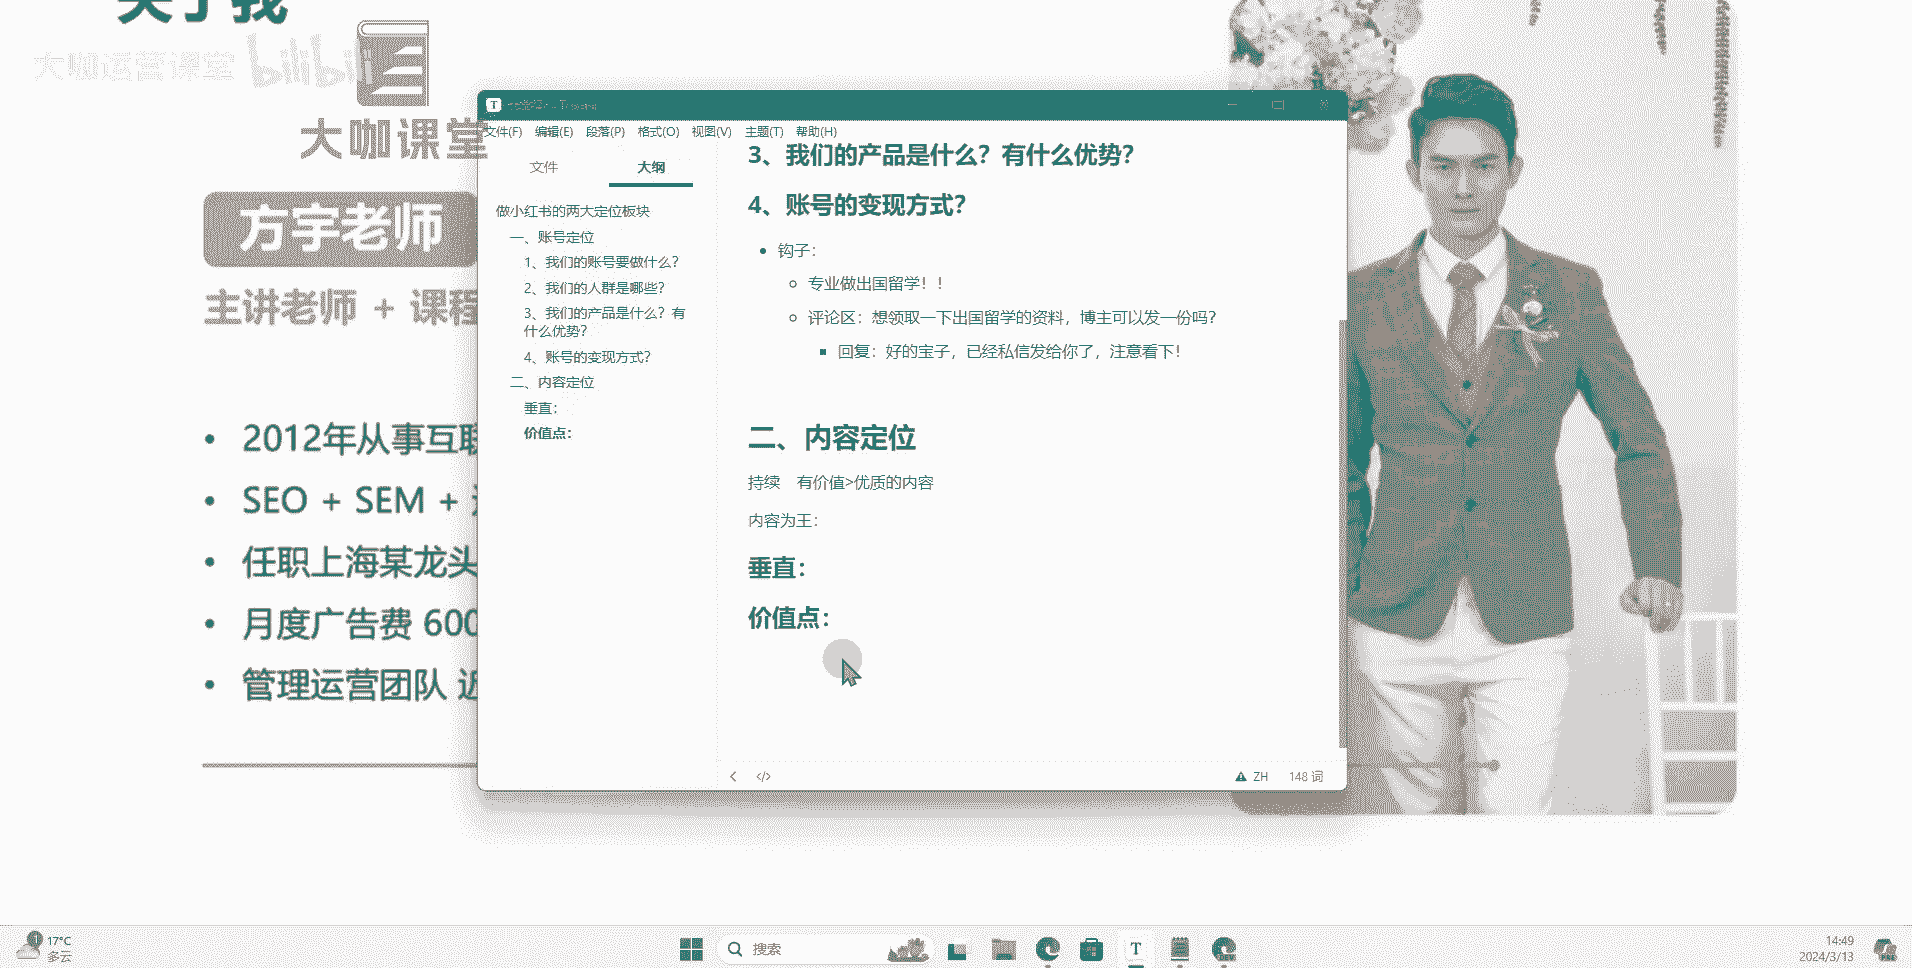 关于我
大咖运营课堂 bilibili
大咖课堂
方宇老师
主讲老师 + 课程
• 2012年从事互联
• SEO + SEM +
• 任职上海某龙头
• 月度广告费 600
• 管理运营团队 近
文件(F) 编辑(E) 段落(P) 格式(O) 视图(V) 主题(T) 帮助(H)
文件 大纲
做小红书的两大定位板块
一、账号定位
1、我们的账号要做什么？
2、我们的人群是哪些？
3、我们的产品是什么？有
什么优势？
4、账号的变现方式？
二、内容定位
垂直：
价值点：
3、我们的产品是什么？有什么优势？
4、账号的变现方式？
钩子：
专业做出国留学！！
评论区：想领取一下出国留学的资料，博主可以发一份吗？
回复：好的宝子，已经私信发给你了，注意看下！
二、内容定位
持续 有价值>优质的内容
内容为王：
垂直：
价值点：
ZH 148 词
1
17°C
多云
搜索
14:49
2024/3/13